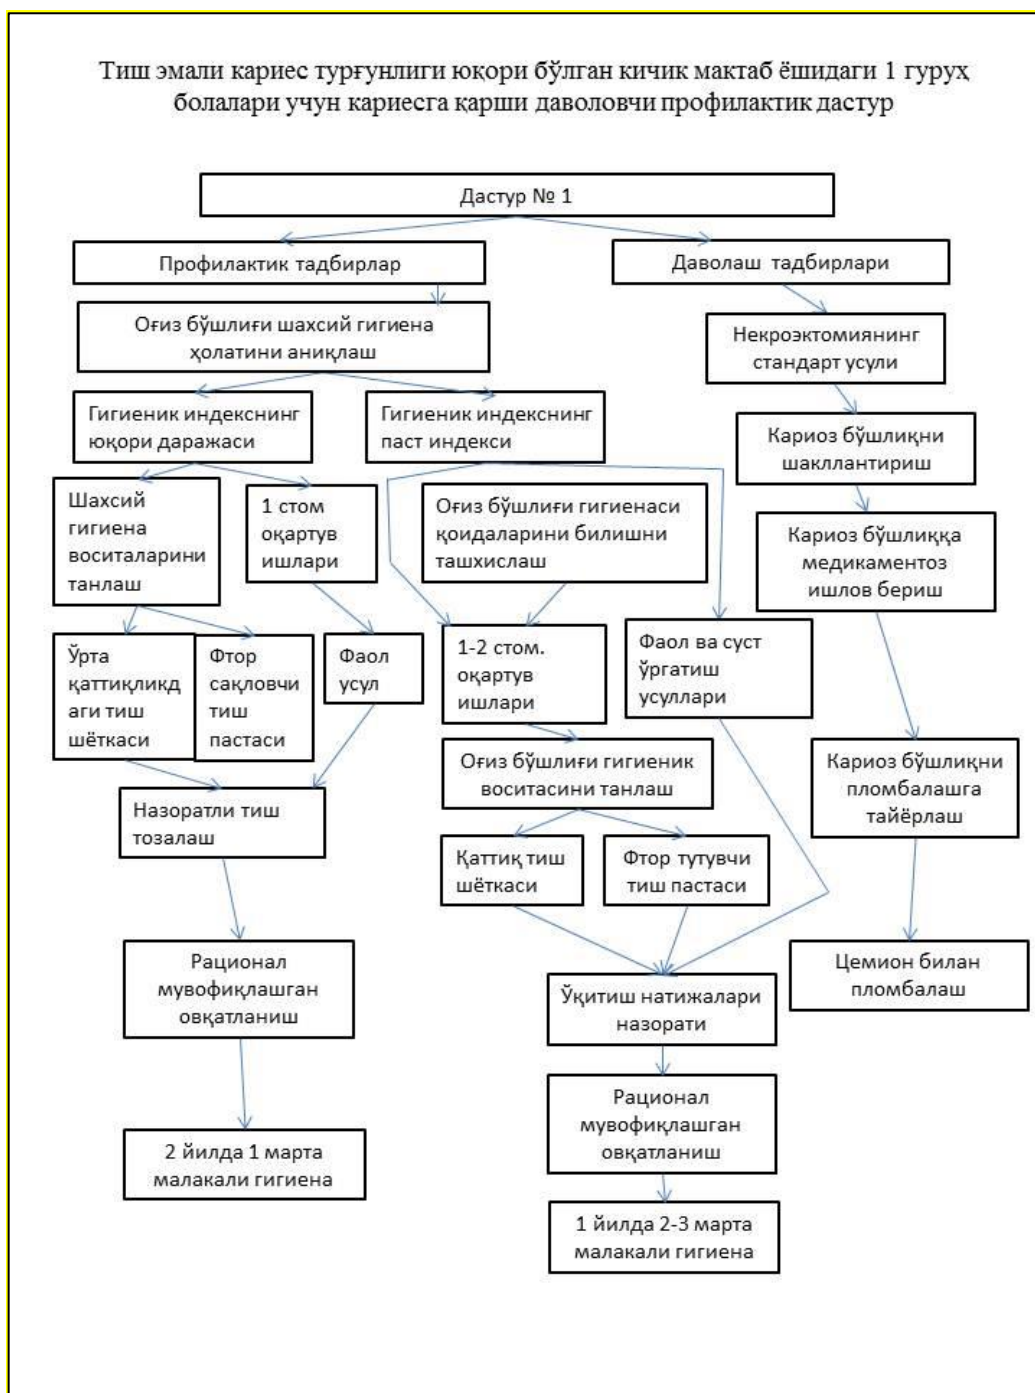 Тиш эмали кариес турғунлиги юқори бўлган кичик мактаб ёшидаги 1 гуруҳ
болалари учун кариесга қарши даволовчи профилактик дастур
Дастур № 1
Профилактик тадбирлар
Даволаш тадбирлари
Оғиз бўшлиғи шахсий гигиена
ҳолатини аниқлаш
Некроэктомиянинг
стандарт усули
Гигиеник индекснинг
юқори даражаси
Гигиеник индекснинг
паст индекси
Кариоз бўшлиқни
шакллантириш
Шахсий
гигиена
воситаларини
танлаш
1 стом
оқартув
ишлари
Оғиз бўшлиғи гигиенаси
қоидаларини билишни
ташхислаш
Кариоз бўшлиққа
медикаментоз
ишлов бериш
Ўрта
қаттиқликд
аги тиш
шёткаси
Фтор
сақловчи
тиш
пастаси
Фаол
усул
1-2 стом.
оқартув
ишлари
Фаол ва суст
ўргатиш
усуллари
Оғиз бўшлиғи гигиеник
воситасини танлаш
Кариоз бўшлиқни
пломбалашга
тайёрлаш
Назоратли тиш
тозалаш
Қаттиқ тиш
шёткаси
Фтор тутувчи
тиш пастаси
Рационал
мувофиқлашган
овқатланиш
Цемион билан
пломбалаш
Ўқитиш натижалари
назорати
Рационал
мувофиқлашган
овқатланиш
2 йилда 1 марта
малакали гигиена
1 йилда 2-3 марта
малакали гигиена